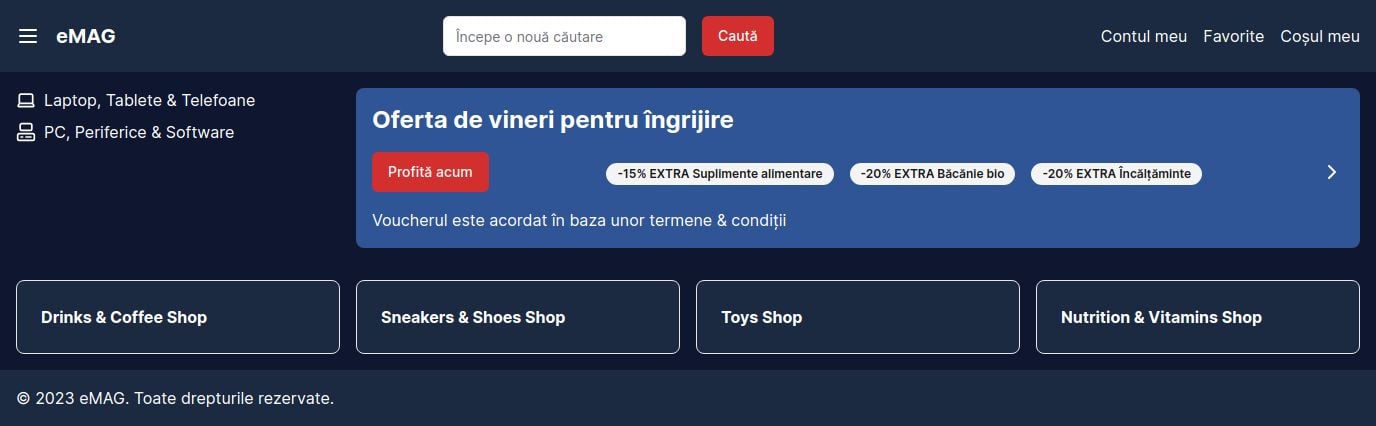 eMAG
Începe o nouă căutare
Caută
Contul meu
Favorite
Coșul meu
Laptop, Tablete & Telefoane
PC, Periferice & Software
Oferta de vineri pentru îngrijire
Profită acum
-15% EXTRA Suplimente alimentare
-20% EXTRA Băcănie bio
-20% EXTRA Încălțăminte
Voucherul este acordat în baza unor termene & condiții
Drinks & Coffee Shop
Sneakers & Shoes Shop
Toys Shop
Nutrition & Vitamins Shop
© 2023 eMAG. Toate drepturile rezervate.